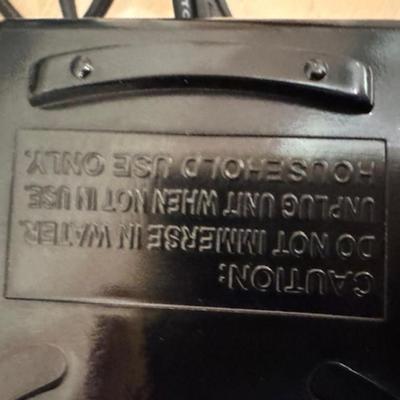 CAUTION:
DO NOT IMMERSE IN WATER.
UNPLUG UNIT WHEN NOT IN USE.
HOUSEHOLD USE ONLY.